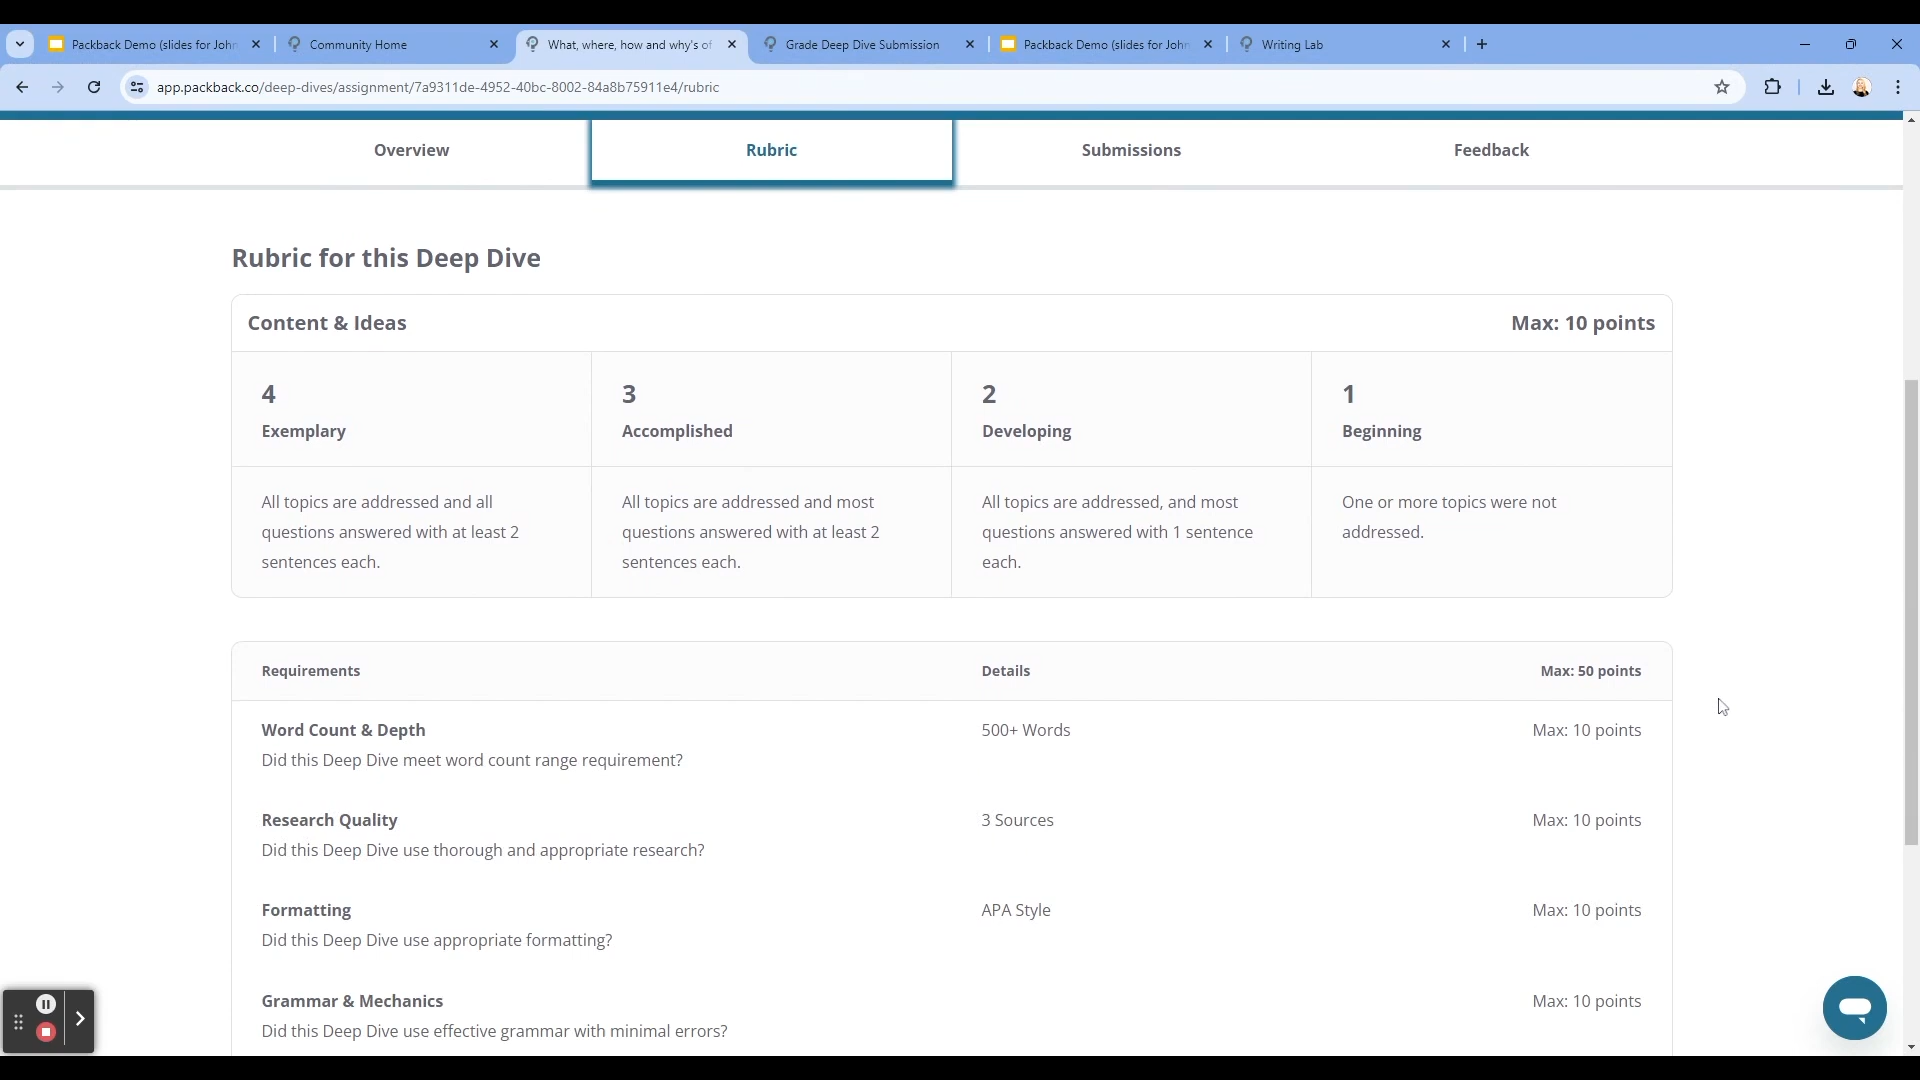 Packback Demo (slides for John
Community Home
What, where, how and why's of
Grade Deep Dive Submission
Packback Demo (slides for John
Writing Lab
app.packback.co/deep-dives/assignment/7a9311de-4952-40bc-8002-84a8b75911e4/rubric
Overview
Rubric
Submissions
Feedback
Rubric for this Deep Dive
Content & Ideas
Max: 10 points
4
Exemplary
3
Accomplished
2
Developing
1
Beginning
All topics are addressed and all
questions answered with at least 2
sentences each.
All topics are addressed and most
questions answered with at least 2
sentences each.
All topics are addressed, and most
questions answered with 1 sentence
each.
One or more topics were not
addressed.
Requirements
Details
Max: 50 points
Word Count & Depth
500+ Words
Max: 10 points
Did this Deep Dive meet word count range requirement?
Research Quality
3 Sources
Max: 10 points
Did this Deep Dive use thorough and appropriate research?
Formatting
APA Style
Max: 10 points
Did this Deep Dive use appropriate formatting?
Grammar & Mechanics
Max: 10 points
Did this Deep Dive use effective grammar with minimal errors?